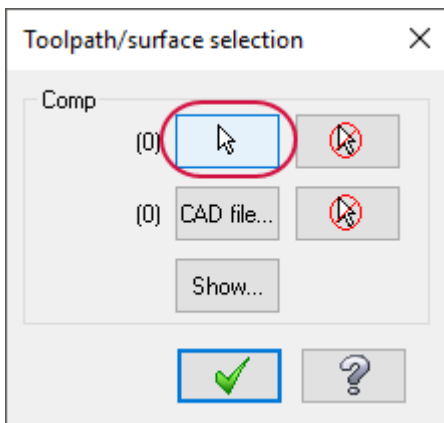 Toolpath/surface selection
Comp
(0)
(0) CAD file...
Show...